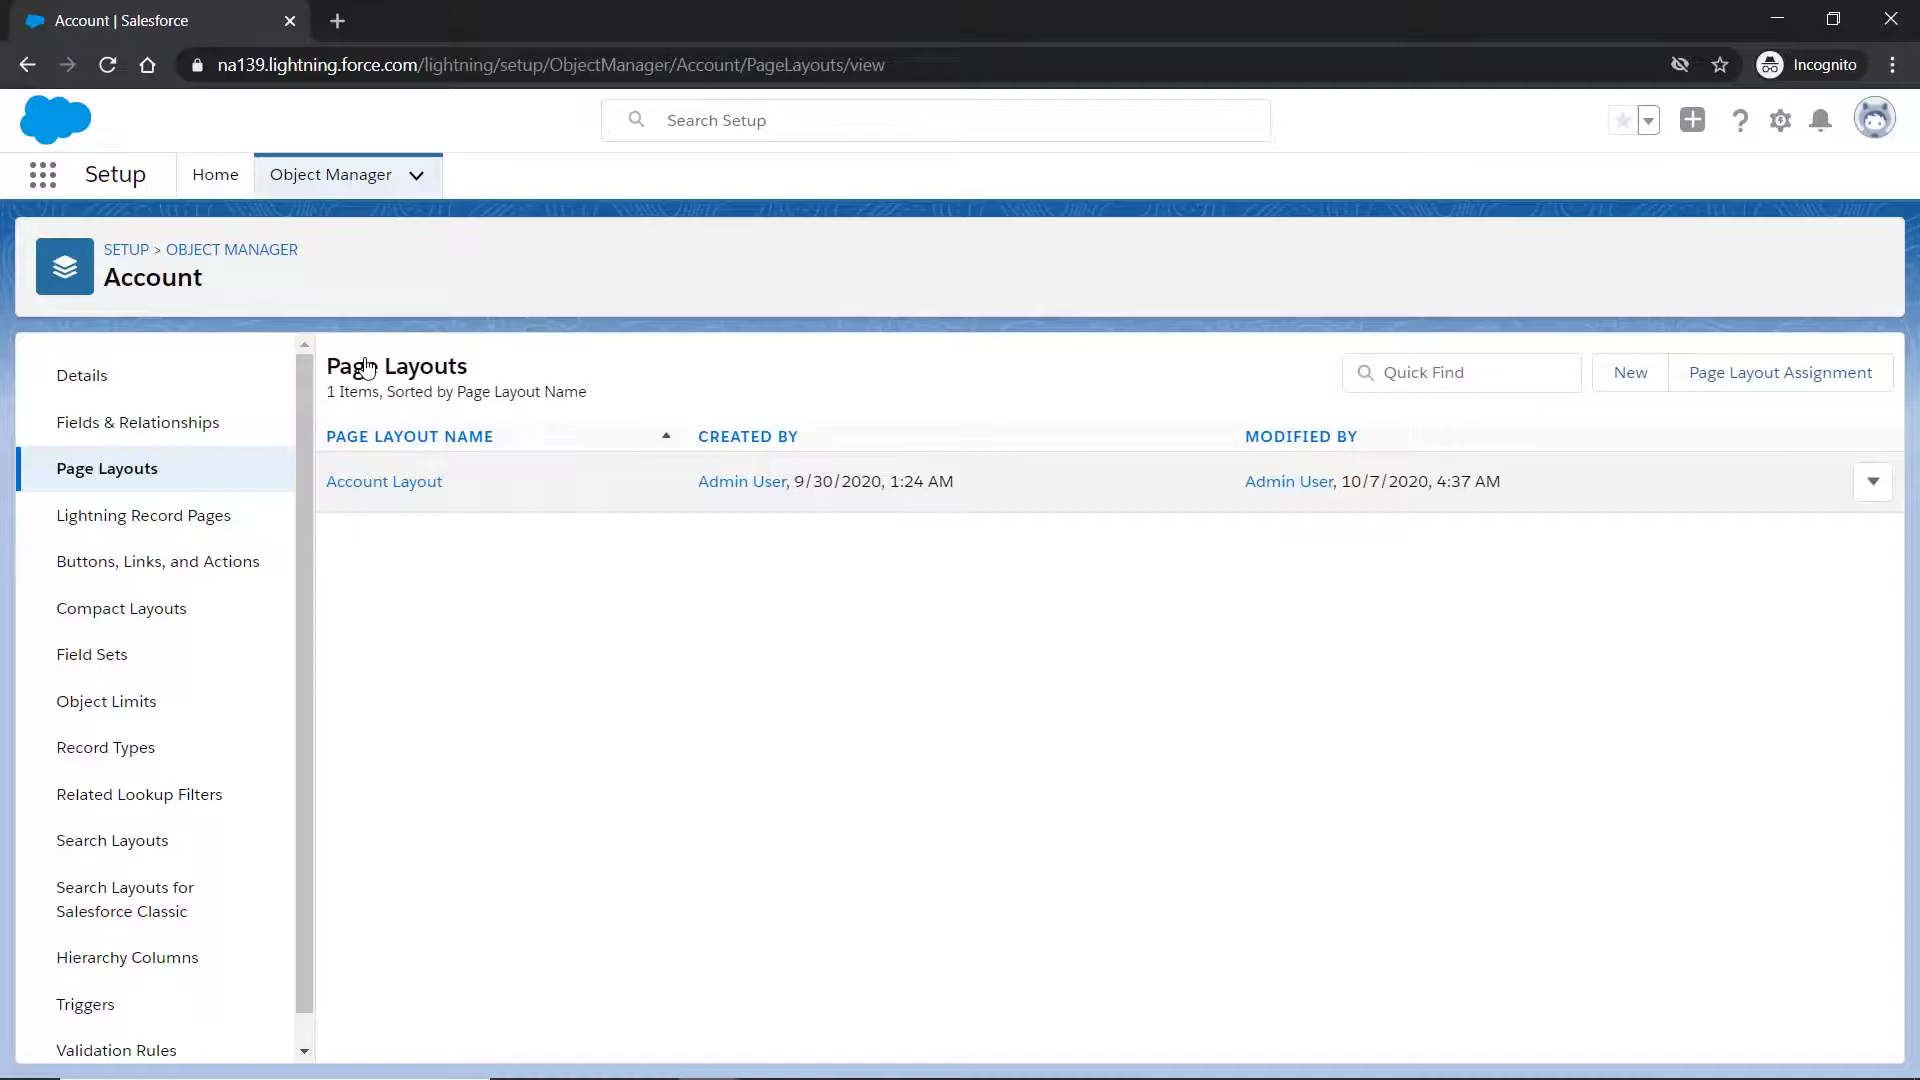 Account | Salesforce
na139.lightning.force.com/lightning/setup/ObjectManager/Account/PageLayouts/view
Incognito
Search Setup
Setup
Home
Object Manager
SETUP > OBJECT MANAGER
Account
Details
Fields & Relationships
Page Layouts
Lightning Record Pages
Buttons, Links, and Actions
Compact Layouts
Field Sets
Object Limits
Record Types
Related Lookup Filters
Search Layouts
Search Layouts for
Salesforce Classic
Hierarchy Columns
Triggers
Validation Rules
Page Layouts
1 Items, Sorted by Page Layout Name
Quick Find
New
Page Layout Assignment
PAGE LAYOUT NAME
CREATED BY
MODIFIED BY
Account Layout
Admin User, 9/30/2020, 1:24 AM
Admin User, 10/7/2020, 4:37 AM